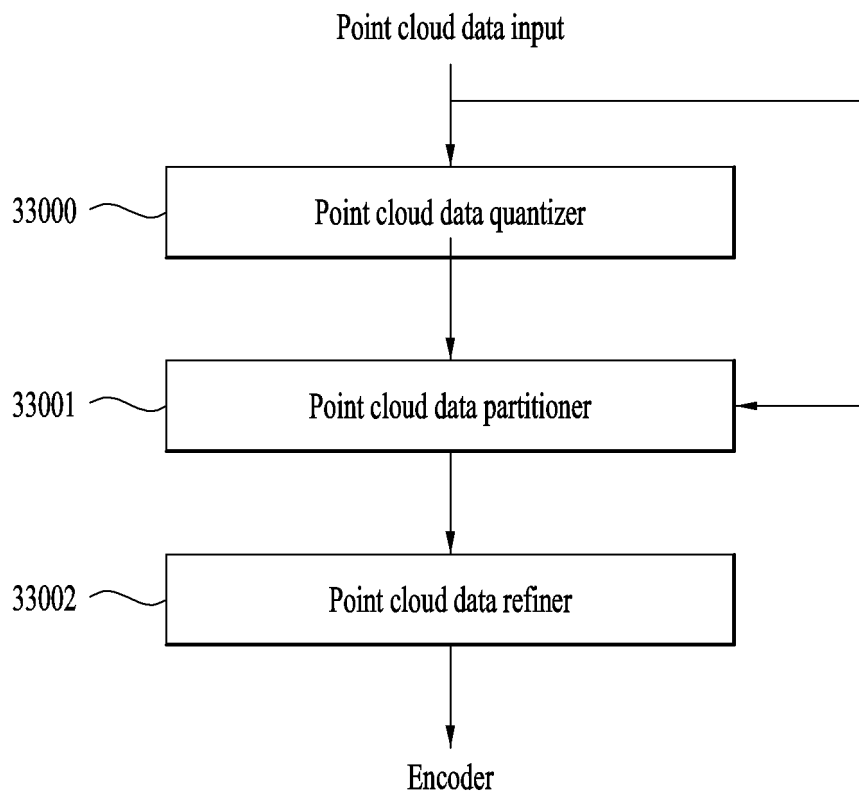 Point cloud data input
33000
Point cloud data quantizer
33001
Point cloud data partitioner
33002
Point cloud data refiner
Encoder